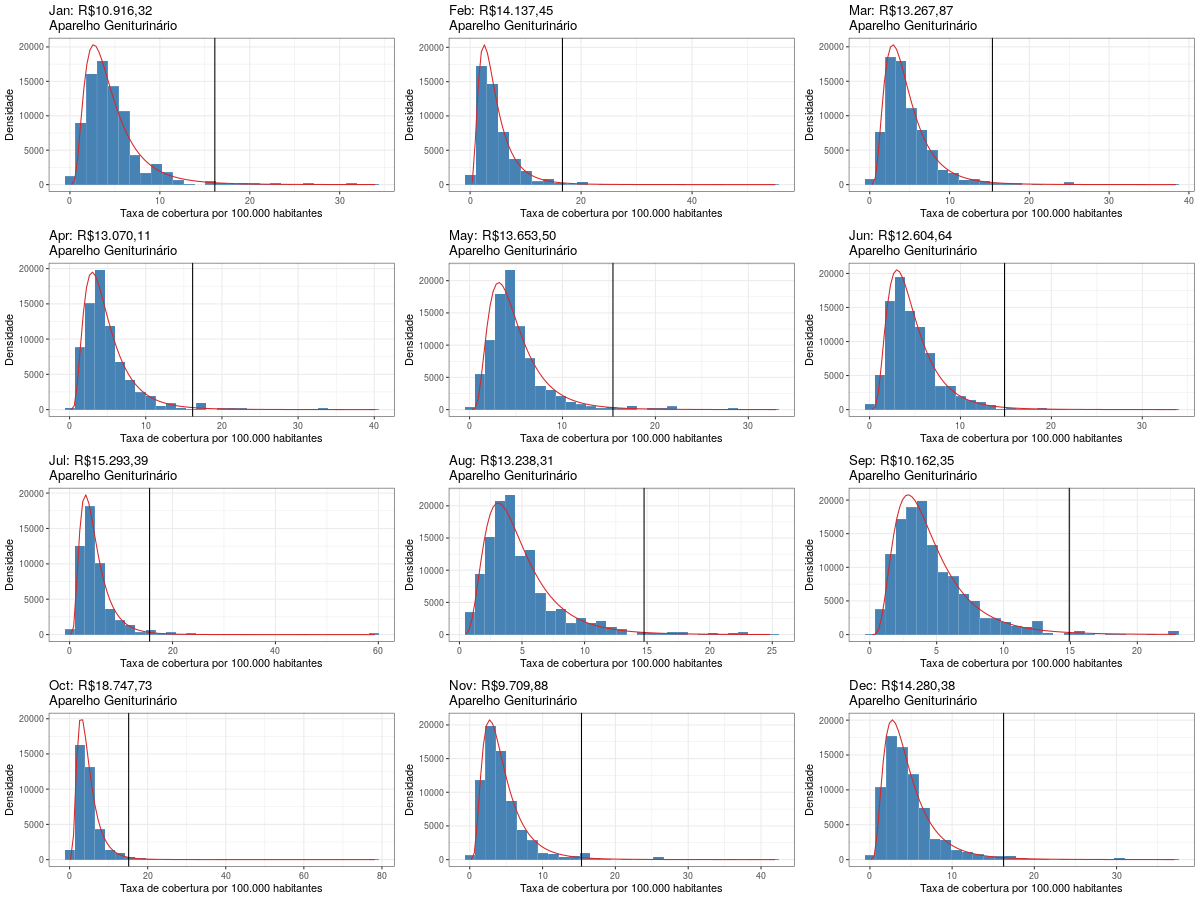 Jan: R$10.916,32
Aparelho Geniturinário
Densidade
20000
15000
10000
5000
0
0 10 20 30
Taxa de cobertura por 100.000 habitantes
Feb: R$14.137,45
Aparelho Geniturinário
Densidade
20000
15000
10000
5000
0
0 20 40
Taxa de cobertura por 100.000 habitantes
Mar: R$13.267,87
Aparelho Geniturinário
Densidade
20000
15000
10000
5000
0
0 10 20 30 40
Taxa de cobertura por 100.000 habitantes
Apr: R$13.070,11
Aparelho Geniturinário
Densidade
20000
15000
10000
5000
0
0 10 20 30 40
Taxa de cobertura por 100.000 habitantes
May: R$13.653,50
Aparelho Geniturinário
Densidade
20000
15000
10000
5000
0
0 10 20 30
Taxa de cobertura por 100.000 habitantes
Jun: R$12.604,64
Aparelho Geniturinário
Densidade
20000
15000
10000
5000
0
0 10 20 30
Taxa de cobertura por 100.000 habitantes
Jul: R$15.293,39
Aparelho Geniturinário
Densidade
20000
15000
10000
5000
0
0 20 40 60
Taxa de cobertura por 100.000 habitantes
Aug: R$13.238,31
Aparelho Geniturinário
Densidade
20000
15000
10000
5000
0
0 5 10 15 20 25
Taxa de cobertura por 100.000 habitantes
Sep: R$10.162,35
Aparelho Geniturinário
Densidade
20000
15000
10000
5000
0
0 5 10 15 20
Taxa de cobertura por 100.000 habitantes
Oct: R$18.747,73
Aparelho Geniturinário
Densidade
20000
15000
10000
5000
0
0 20 40 60 80
Taxa de cobertura por 100.000 habitantes
Nov: R$9.709,88
Aparelho Geniturinário
Densidade
20000
15000
10000
5000
0
0 10 20 30 40
Taxa de cobertura por 100.000 habitantes
Dec: R$14.280,38
Aparelho Geniturinário
Densidade
20000
15000
10000
5000
0
0 10 20 30
Taxa de cobertura por 100.000 habitantes